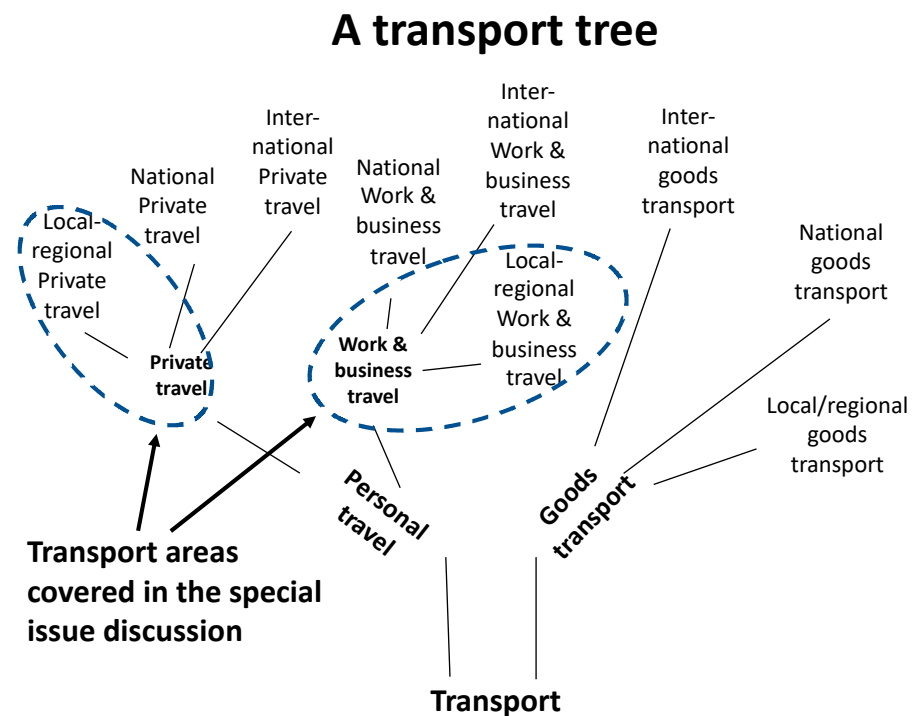 A transport tree
Local-
regional
Private
travel
National
Private
travel
Inter-
national
Private
travel
National
Work &
business
travel
Inter-
national
Work &
business
travel
Inter-
national
goods
transport
National
goods
transport
Local-
regional
Work &
business
travel
Private
travel
Work &
business
travel
Local/regional
goods
transport
Personal
travel
Goods
transport
Transport areas
covered in the special
issue discussion
Transport